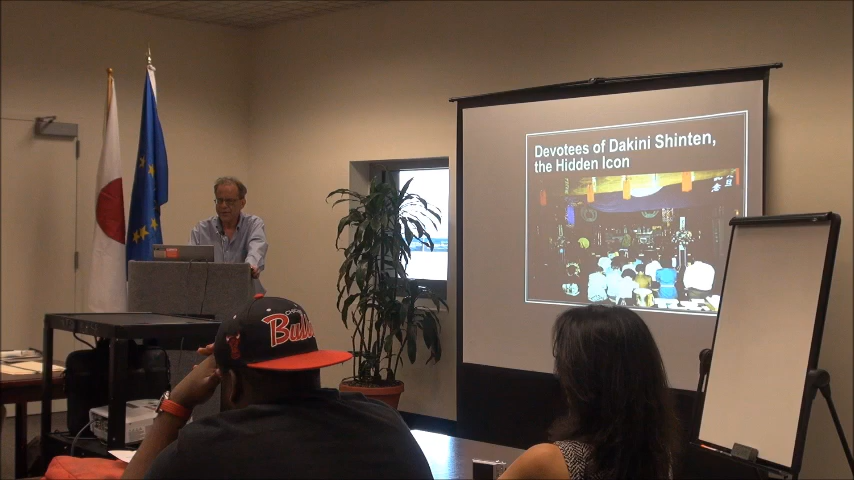 Devotees of Dakini Shinten,
the Hidden Icon
Bulls